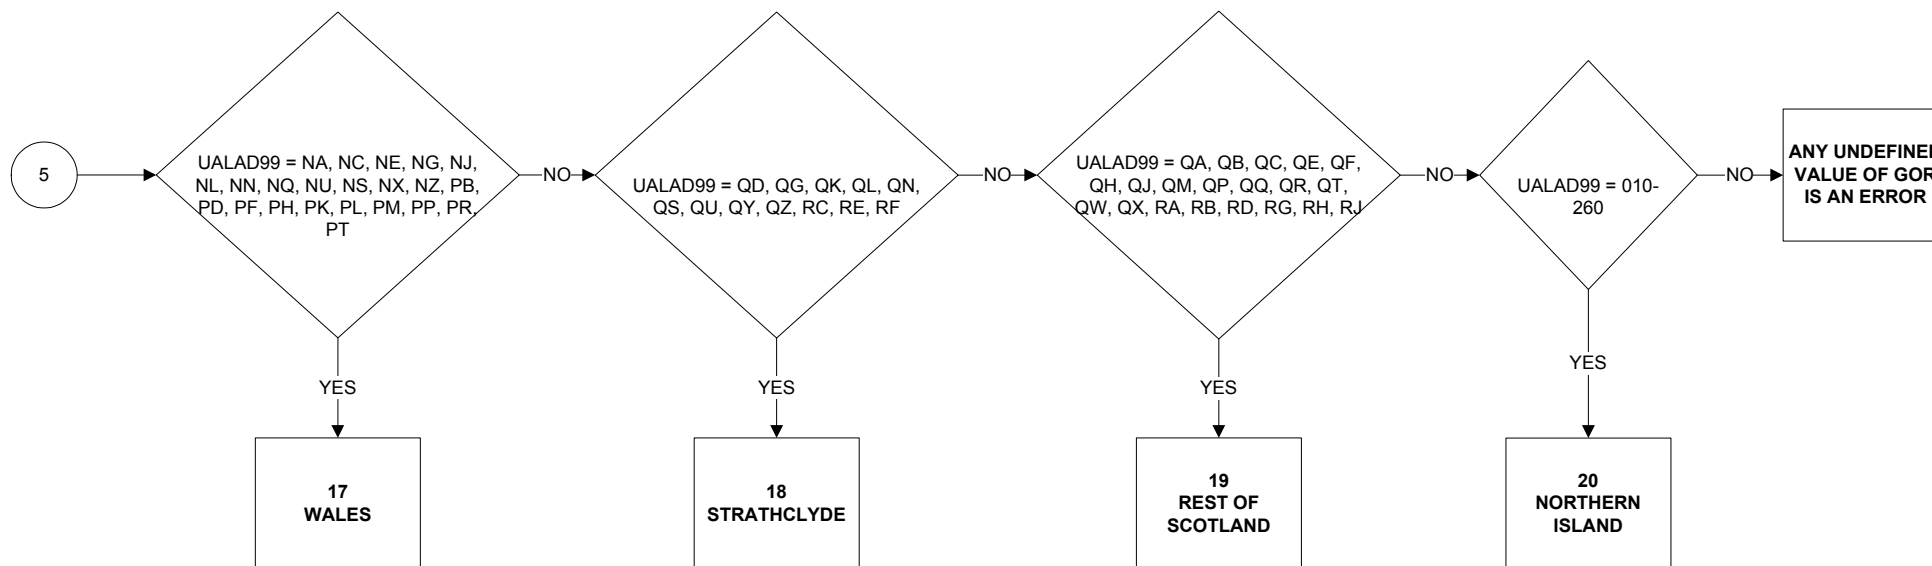 5
UALAD99 = NA, NC, NE, NG, NJ,
NL, NN, NQ, NU, NS, NX, NZ, PB,
PD, PF, PH, PK, PL, PM, PP, PR,
PT
NO
UALAD99 = QD, QG, QK, QL, QN,
QS, QU, QY, QZ, RC, RE, RF
NO
UALAD99 = QA, QB, QC, QE, QF,
QH, QJ, QM, QP, QQ, QR, QT,
QW, QX, RA, RB, RD, RG, RH, RJ
NO
UALAD99 = 010-
260
NO
ANY UNDEFINE
VALUE OF GOR
IS AN ERROR
YES
YES
YES
YES
17
WALES
18
STRATHCLYDE
19
REST OF
SCOTLAND
20
NORTHERN
ISLAND